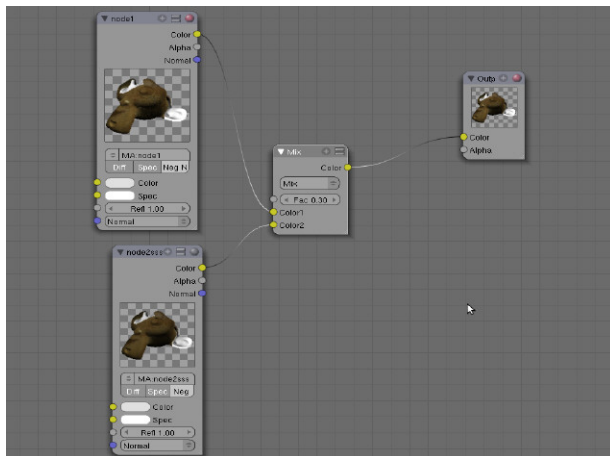 node1
Color
Alpha
Normal
MA:node1
Diff Spec Neg N
Color
Spec
Refl 1.00
Normal
node2sss
Color
Alpha
Normal
MA:node2sss
Diff Spec Neg
Color
Spec
Refl 1.00
Normal
Mix
Color
Mix
Fac 0.30
Color1
Color2
Outp
Color
Alpha